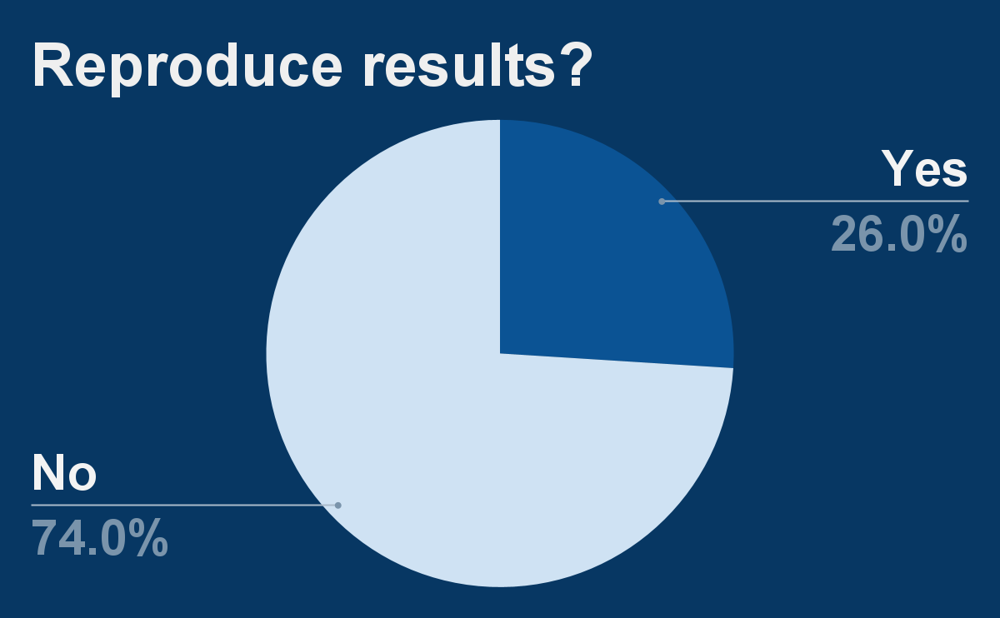 Reproduce results?
Yes
26.0%
No
74.0%